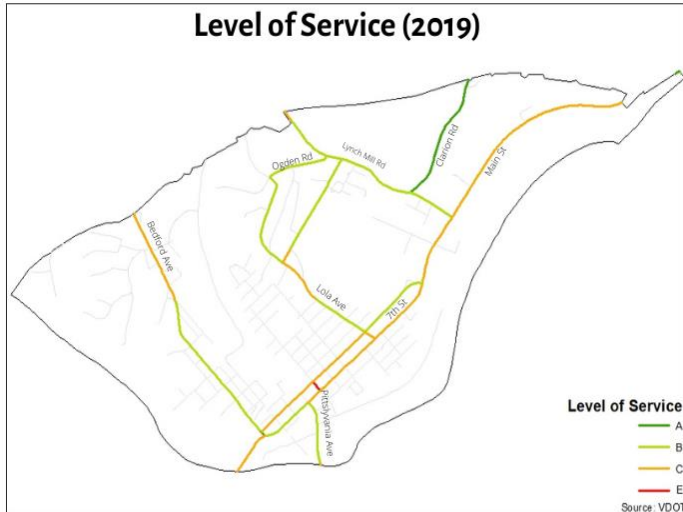 Level of Service (2019)
Ogden Rd
Lynch Mill Rd
Clarion Rd
Main St
Bedford Ave
Lola Ave
7th St
Pittslyvania Ave
Level of Service
A
B
C
E
Source: VDOT